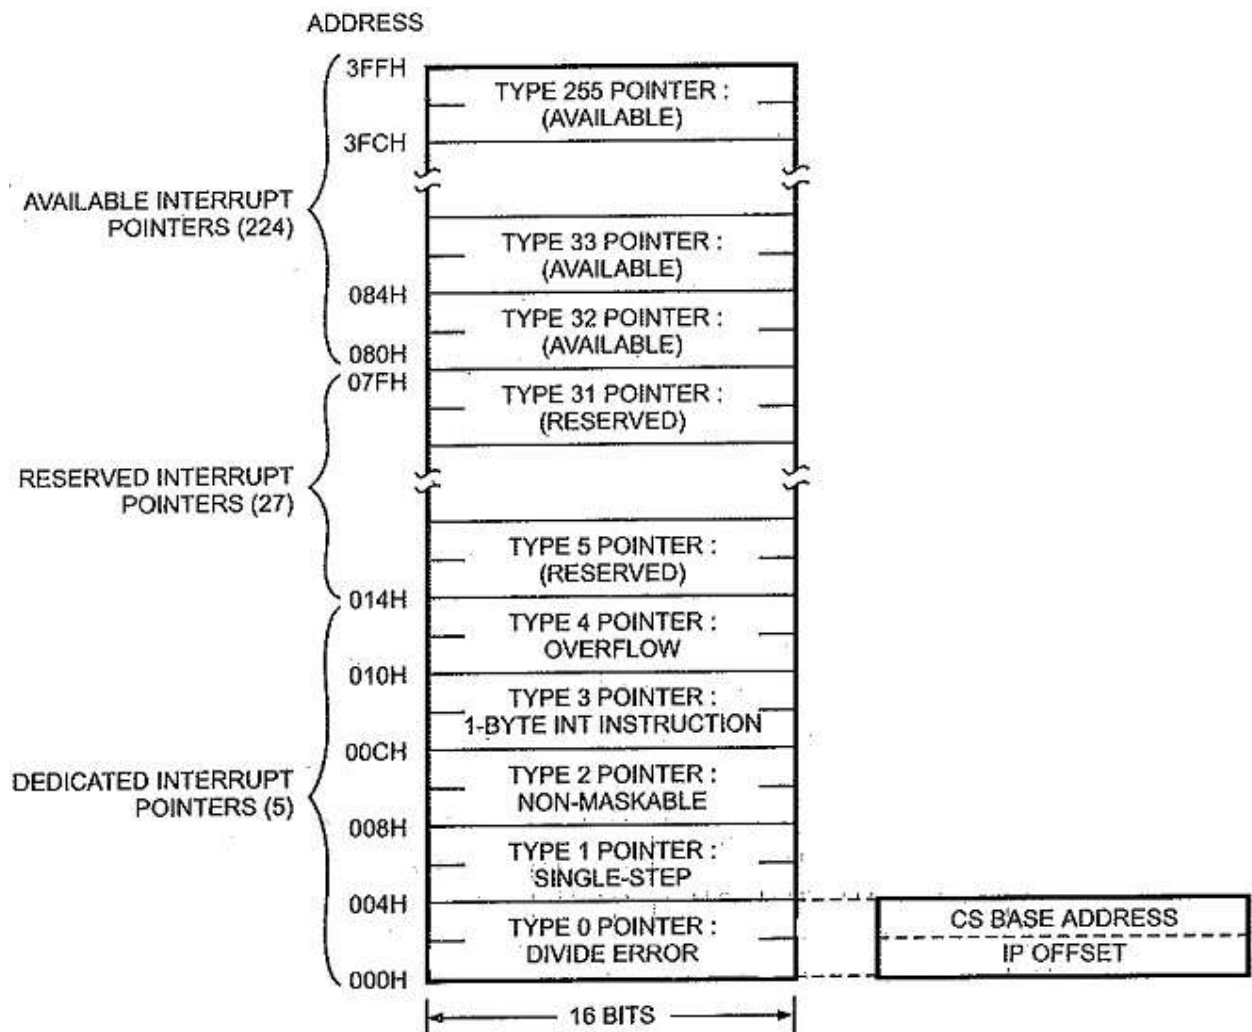 ADDRESS
3FFH
TYPE 255 POINTER :
(AVAILABLE)
3FCH
AVAILABLE INTERRUPT
POINTERS (224)
TYPE 33 POINTER :
(AVAILABLE)
084H
TYPE 32 POINTER :
(AVAILABLE)
080H
07FH
TYPE 31 POINTER :
(RESERVED)
RESERVED INTERRUPT
POINTERS (27)
TYPE 5 POINTER :
(RESERVED)
014H
TYPE 4 POINTER :
OVERFLOW
010H
TYPE 3 POINTER :
1-BYTE INT INSTRUCTION
00CH
DEDICATED INTERRUPT
POINTERS (5)
TYPE 2 POINTER :
NON-MASKABLE
008H
TYPE 1 POINTER :
SINGLE-STEP
004H
TYPE 0 POINTER :
DIVIDE ERROR
000H
CS BASE ADDRESS
IP OFFSET
16 BITS